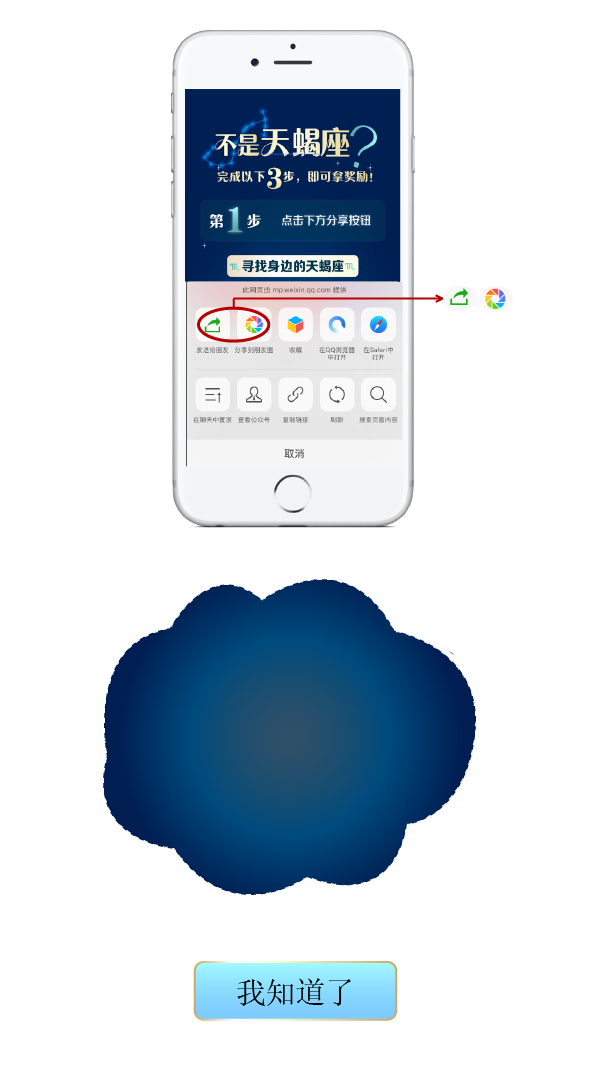 不是天蝎座?
完成以下3步，即可拿奖励!
第1步 点击下方分享按钮
♏寻找身边的天蝎座♏
此网页由 mp.weixin.qq.com 提供
发送给朋友 分享到朋友圈 收藏 在QQ浏览器中打开 在Safari中打开
在聊天中置顶 查看公众号 复制链接 刷新 搜索页面内容
取消
我知道了